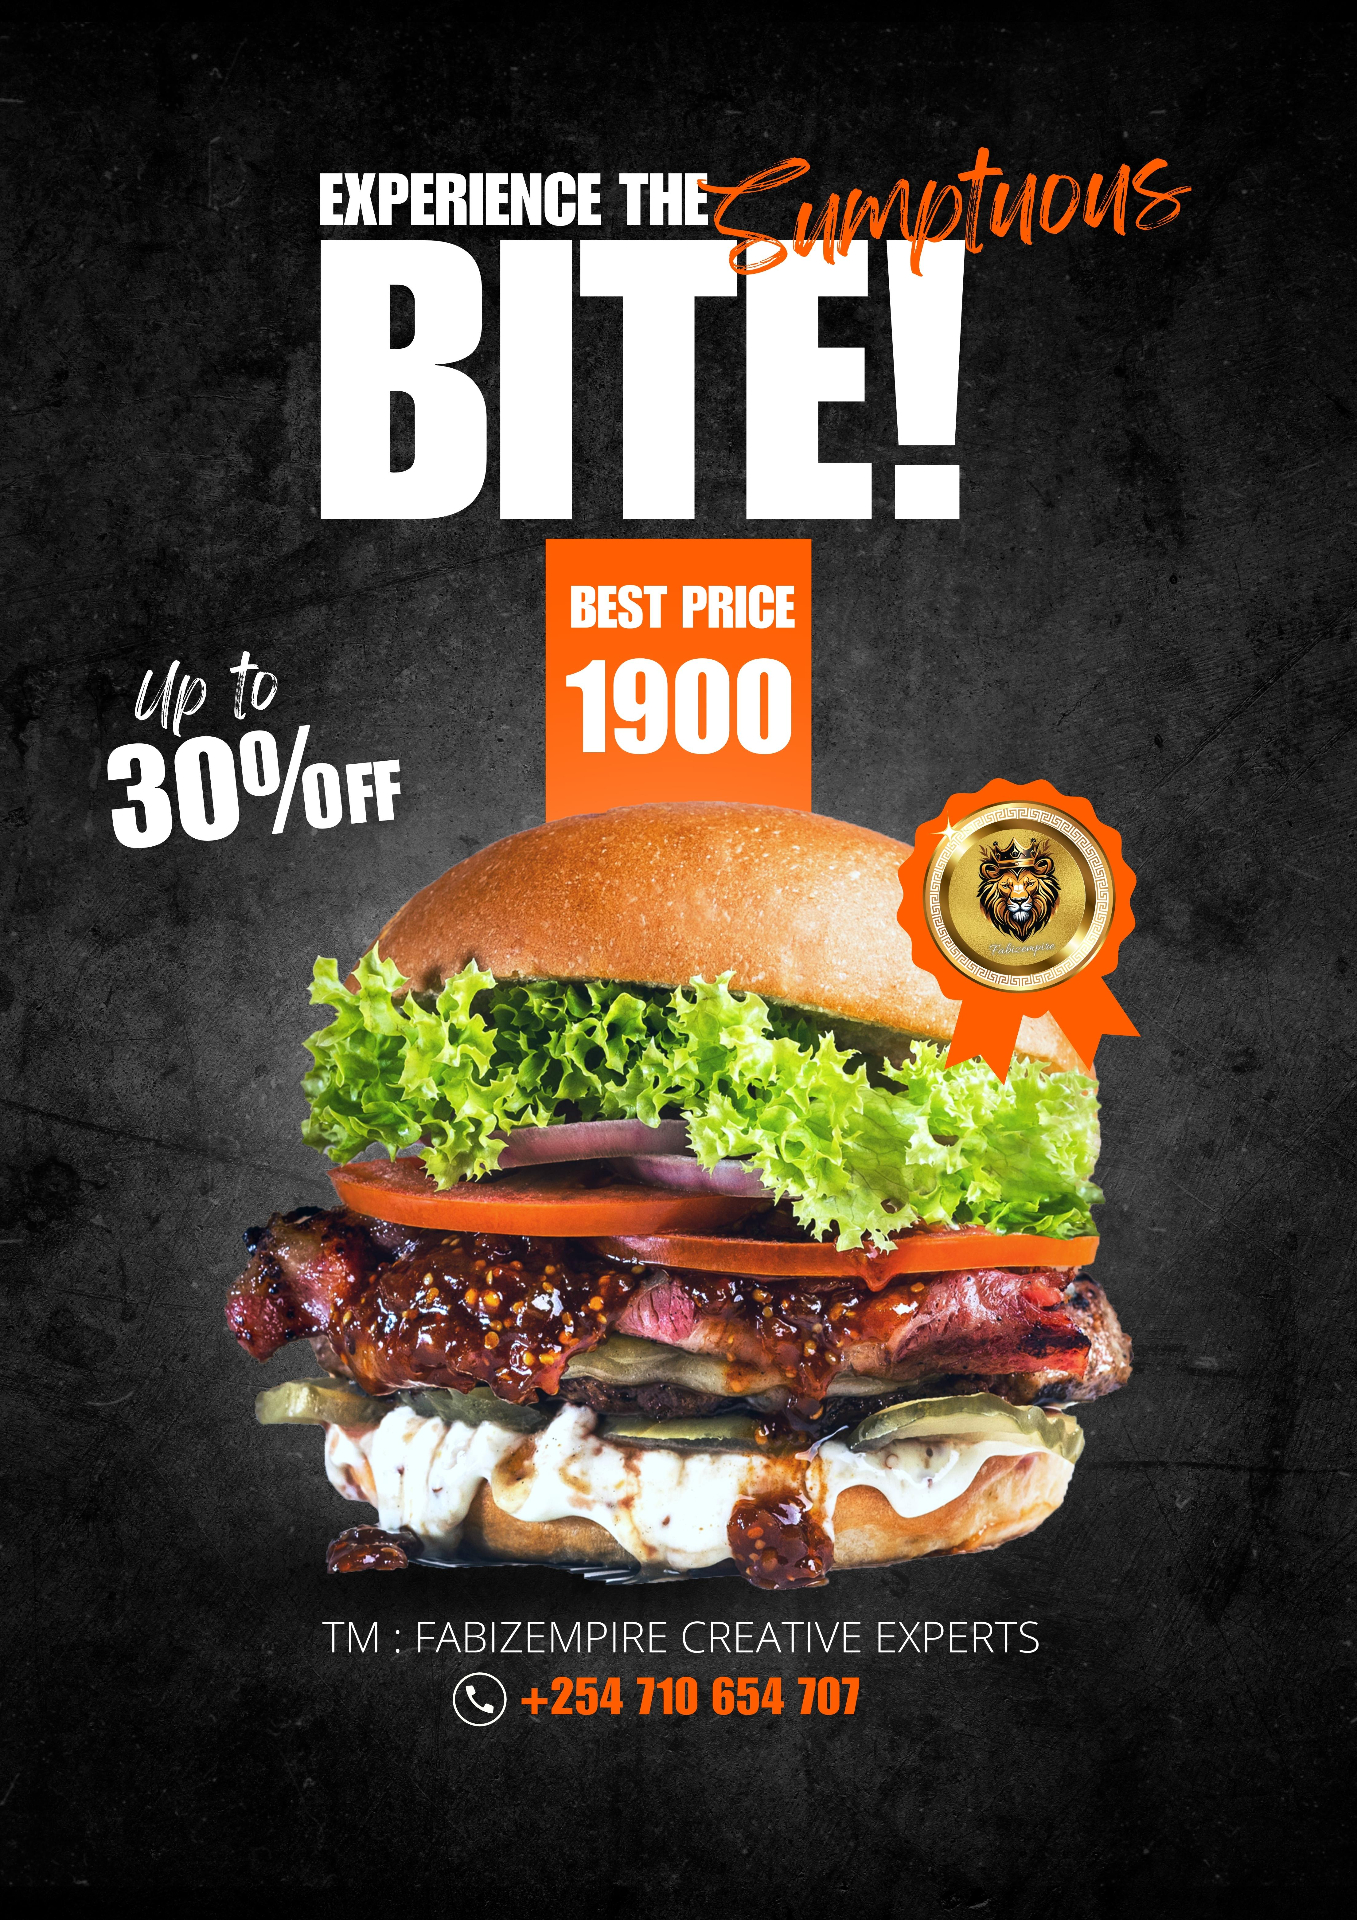 EXPERIENCE THE Sumptuous
BITE!
BEST PRICE
1900
Up to
30%OFF
Fabizempire
TM : FABIZEMPIRE CREATIVE EXPERTS
+254 710 654 707